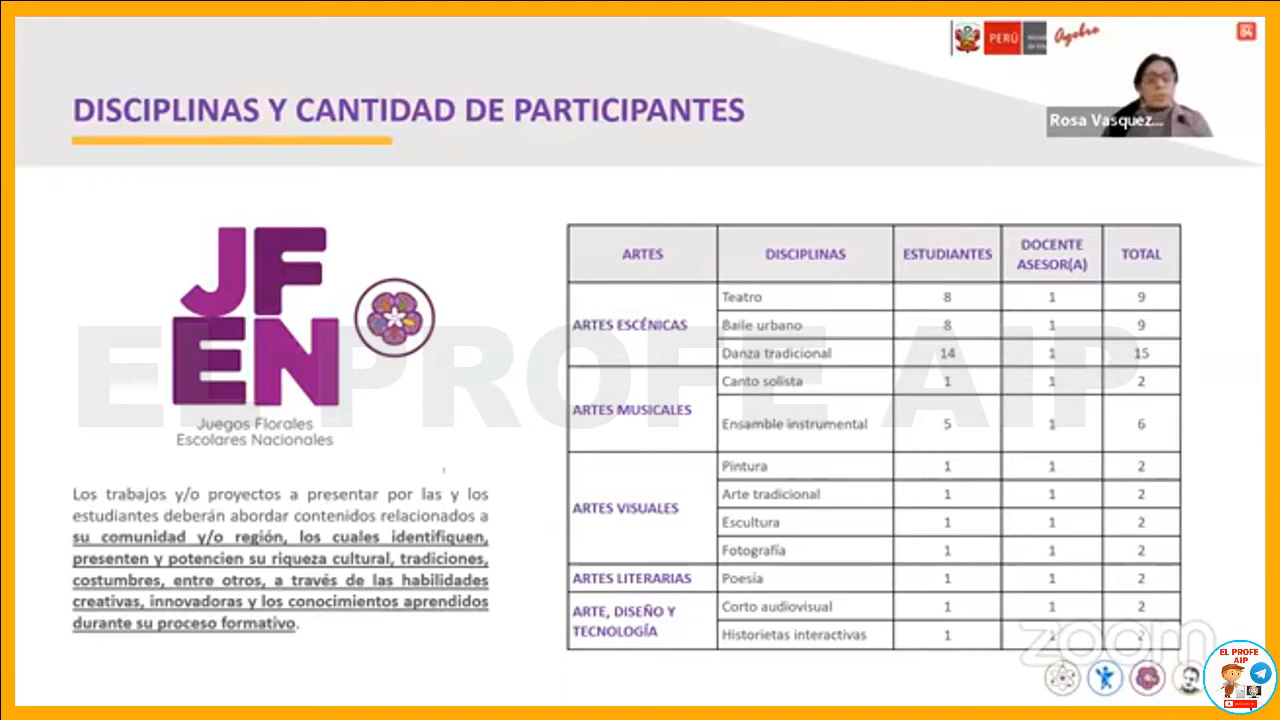 PERÚ
DISCIPLINAS Y CANTIDAD DE PARTICIPANTES
Rosa Vasquez...
JF
EN
Juegos Florales
Escolares Nacionales
Los trabajos y/o proyectos a presentar por las y los
estudiantes deberán abordar contenidos relacionados a
su comunidad y/o región, los cuales identifiquen,
presenten y potencien su riqueza cultural, tradiciones,
costumbres, entre otros, a través de las habilidades
creativas, innovadoras y los conocimientos aprendidos
durante su proceso formativo.
ARTES DISCIPLINAS ESTUDIANTES DOCENTE ASESOR(A) TOTAL
ARTES ESCÉNICAS
Teatro 8 1 9
Baile urbano 8 1 9
Danza tradicional 14 1 15
ARTES MUSICALES
Canto solista 1 1 2
Ensamble instrumental 5 1 6
ARTES VISUALES
Pintura 1 1 2
Arte tradicional 1 1 2
Escultura 1 1 2
Fotografía 1 1 2
ARTES LITERARIAS
Poesía 1 1 2
ARTE, DISEÑO Y
TECNOLOGÍA
Corto audiovisual 1 1 2
Historietas interactivas 1 1 2
EL PROFE AIP
zoom
EL PROFE
AIP